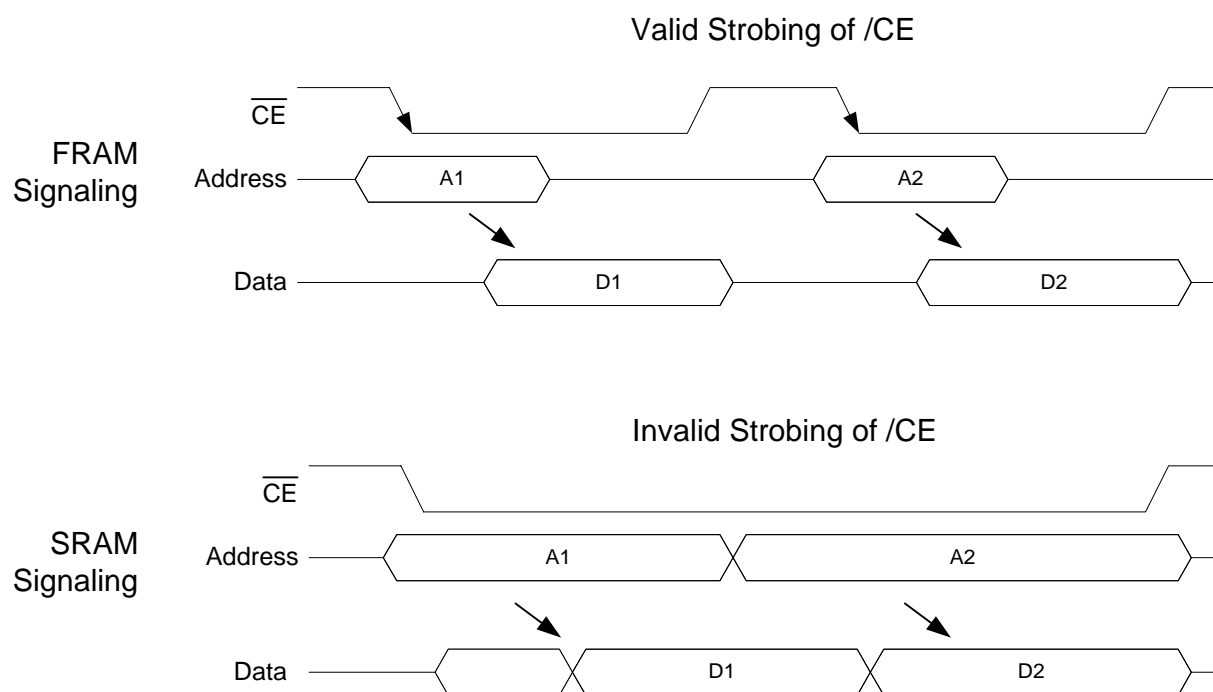 Valid Strobing of /CE
CE
FRAM
Signaling
Address
A1
A2
Data
D1
D2
Invalid Strobing of /CE
CE
SRAM
Signaling
Address
A1
A2
Data
D1
D2